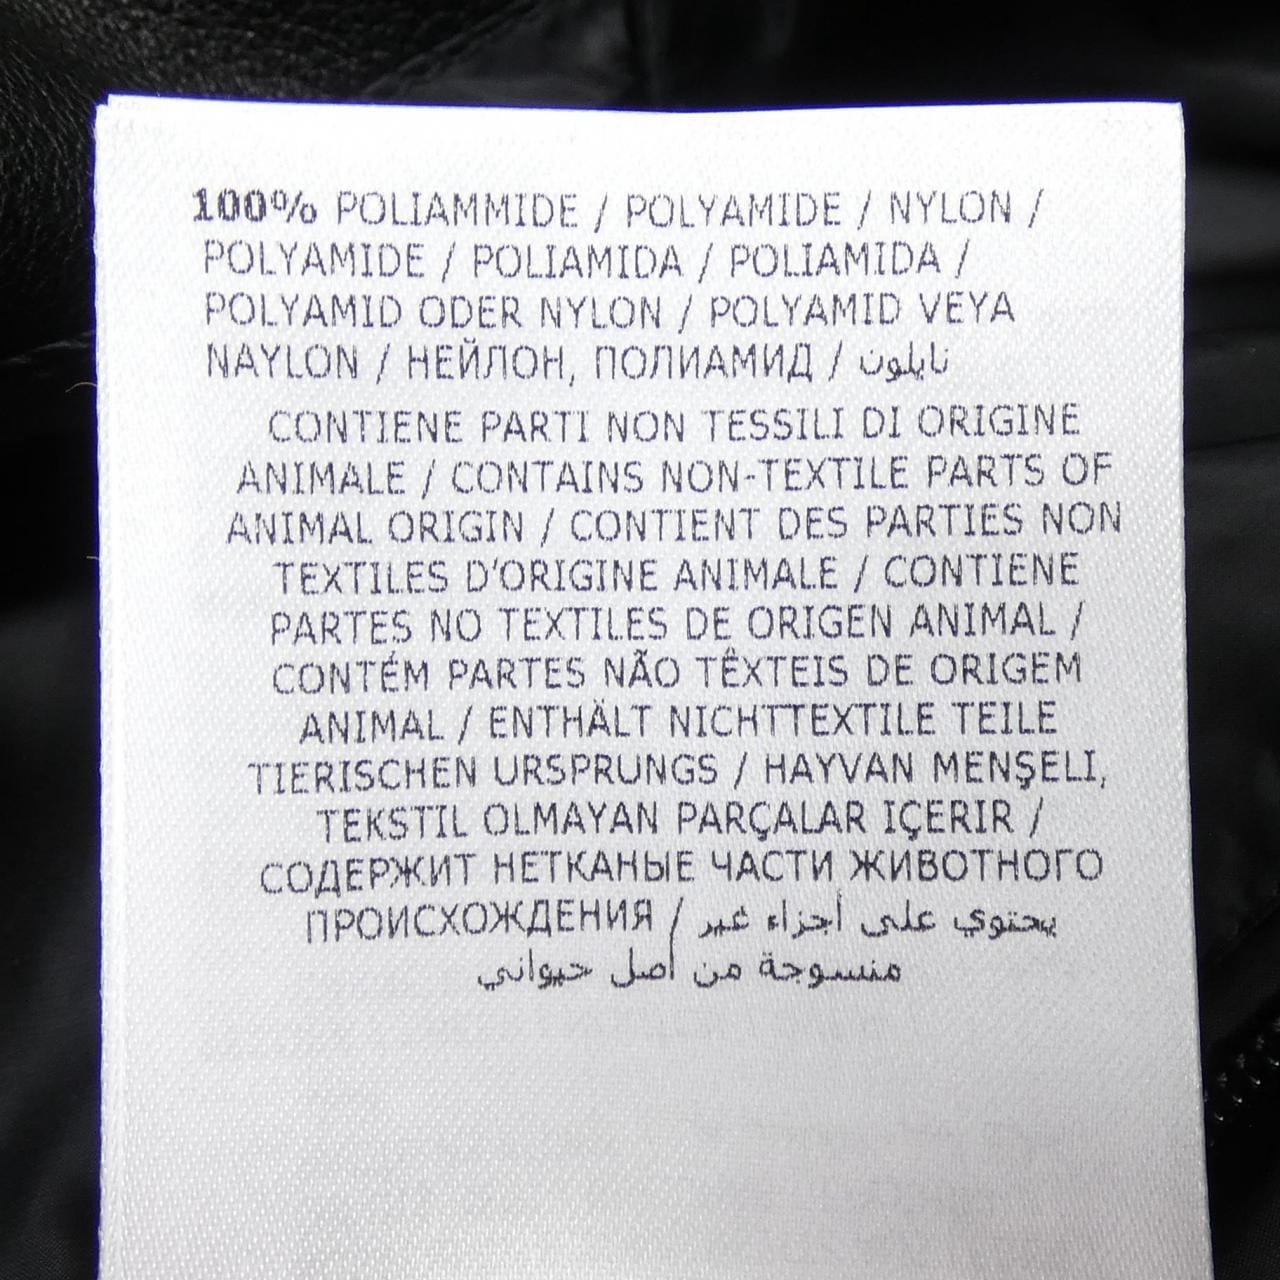 100% POLIAMMIDE / POLYAMIDE / NYLON /
POLYAMIDE / POLIAMIDA / POLIAMIDA /
POLYAMID ODER NYLON / POLYAMID VEYA
NAYLON / НЕЙЛОН, ПОЛИАМИД / نايلون
CONTIENE PARTI NON TESSILI DI ORIGINE
ANIMALE / CONTAINS NON-TEXTILE PARTS OF
ANIMAL ORIGIN / CONTIENT DES PARTIES NON
TEXTILES D'ORIGINE ANIMALE / CONTIENE
PARTES NO TEXTILES DE ORIGEN ANIMAL /
CONTÉM PARTES NÃO TÊXTEIS DE ORIGEM
ANIMAL / ENTHÄLT NICHTTEXTILE TEILE
TIERISCHEN URSPRUNGS / HAYVAN MENŞELI,
TEKSTIL OLMAYAN PARÇALAR IÇERIR /
СОДЕРЖИТ НЕТКАНЫЕ ЧАСТИ ЖИВОТНОГО
ПРОИСХОЖДЕНИЯ / يحتوي على أجزاء غير
منسوجة من أصل حيواني